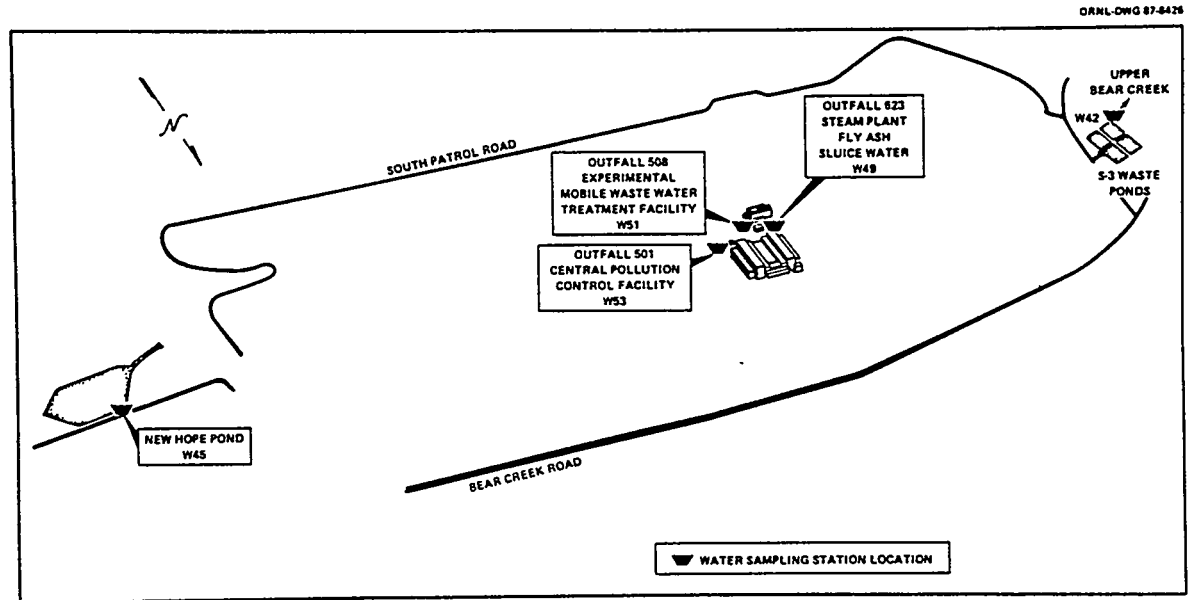 ORNL-DWG 87-8426
UPPER
BEAR CREEK
W42
S-3 WASTE
PONDS
N
SOUTH PATROL ROAD
OUTFALL 623
STEAM PLANT
FLY ASH
SLUICE WATER
W49
OUTFALL 508
EXPERIMENTAL
MOBILE WASTE WATER
TREATMENT FACILITY
W51
OUTFALL 501
CENTRAL POLLUTION
CONTROL FACILITY
W53
NEW HOPE POND
W45
BEAR CREEK ROAD
WATER SAMPLING STATION LOCATION